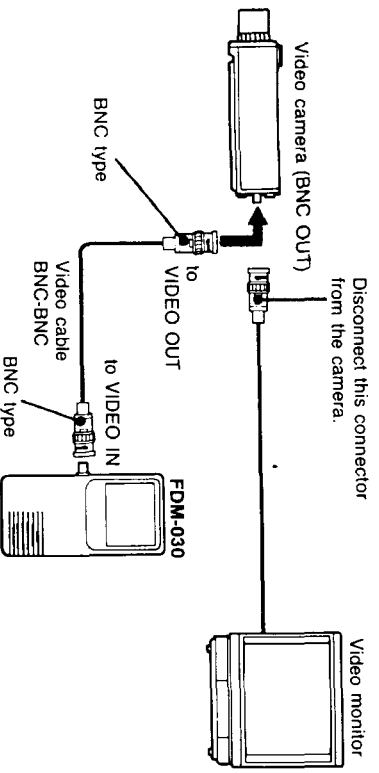 Disconnect this connector
from the camera.
Video monitor
Video camera (BNC OUT)
to
VIDEO OUT
BNC type
Video cable
BNC-BNC
to VIDEO IN
BNC type
FDM-030